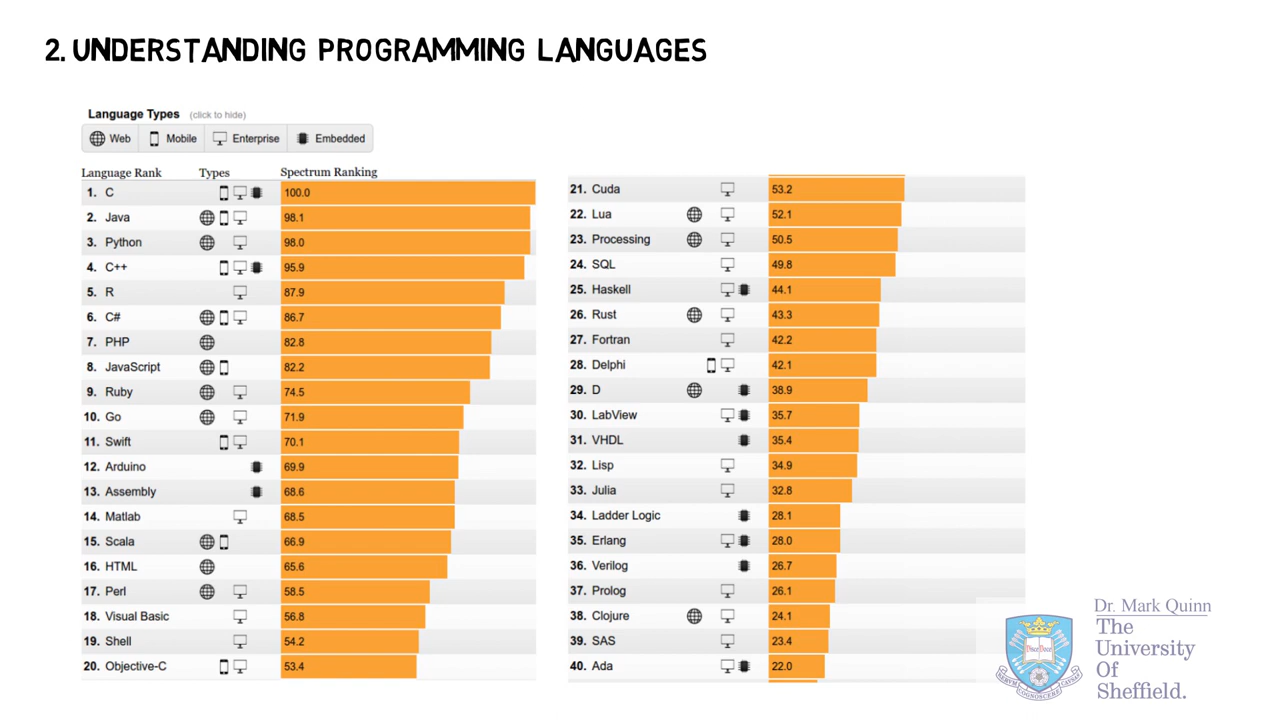 2. UNDERSTANDING PROGRAMMING LANGUAGES
Language Types (click to hide)
Web Mobile Enterprise Embedded
Language Rank Types Spectrum Ranking
1. C 100.0
2. Java 98.1
3. Python 98.0
4. C++ 95.9
5. R 87.9
6. C# 86.7
7. PHP 82.8
8. JavaScript 82.2
9. Ruby 74.5
10. Go 71.9
11. Swift 70.1
12. Arduino 69.9
13. Assembly 68.6
14. Matlab 68.5
15. Scala 66.9
16. HTML 65.6
17. Perl 58.5
18. Visual Basic 56.8
19. Shell 54.2
20. Objective-C 53.4
21. Cuda 53.2
22. Lua 52.1
23. Processing 50.5
24. SQL 49.8
25. Haskell 44.1
26. Rust 43.3
27. Fortran 42.2
28. Delphi 42.1
29. D 38.9
30. LabView 35.7
31. VHDL 35.4
32. Lisp 34.9
33. Julia 32.8
34. Ladder Logic 28.1
35. Erlang 28.0
36. Verilog 26.7
37. Prolog 26.1
38. Clojure 24.1
39. SAS 23.4
40. Ada 22.0
Dr. Mark Quinn
The
University
Of
Sheffield.